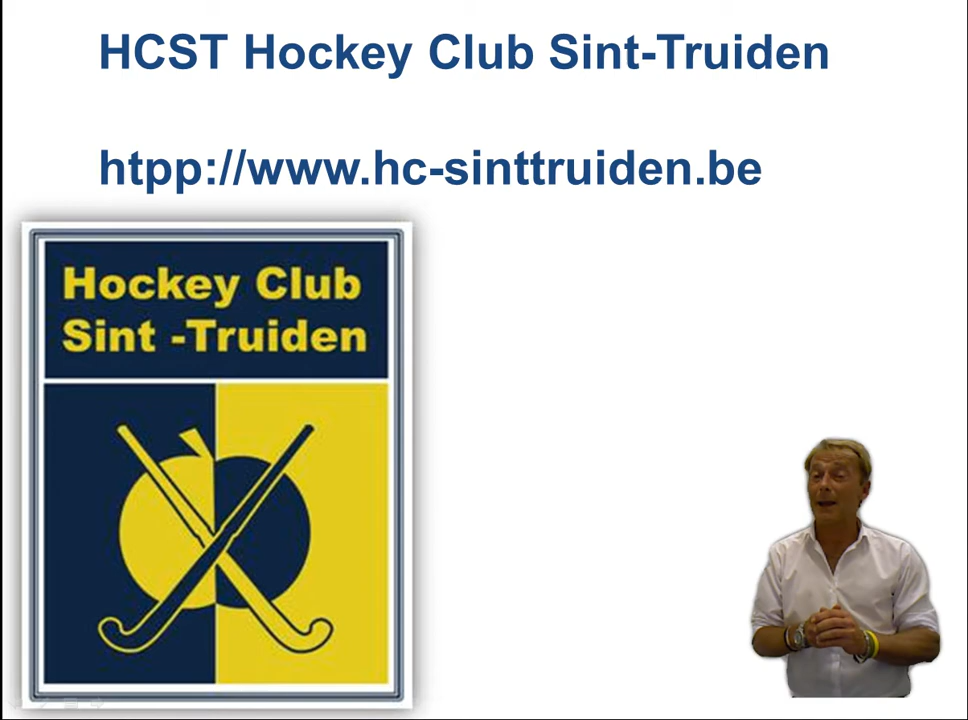 HCST Hockey Club Sint-Truiden
htpp://www.hc-sinttruiden.be
Hockey Club
Sint -Truiden